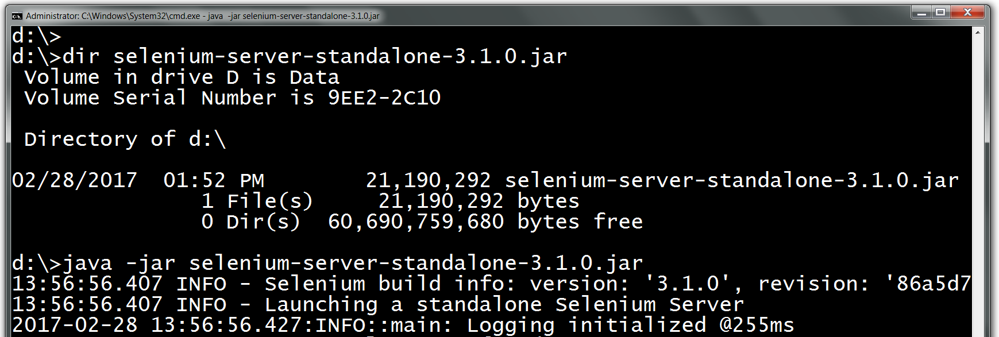 Administrator: C:\Windows\System32\cmd.exe - java  -jar selenium-server-standalone-3.1.0.jar
d:\>
d:\>dir selenium-server-standalone-3.1.0.jar
 Volume in drive D is Data
 Volume Serial Number is 9EE2-2C10
 Directory of d:\
02/28/2017  01:52 PM        21,190,292 selenium-server-standalone-3.1.0.jar
               1 File(s)     21,190,292 bytes
               0 Dir(s)  60,690,759,680 bytes free
d:\>java -jar selenium-server-standalone-3.1.0.jar
13:56:56.407 INFO - Selenium build info: version: '3.1.0', revision: '86a5d7
13:56:56.407 INFO - Launching a standalone Selenium Server
2017-02-28 13:56:56.427:INFO::main: Logging initialized @255ms